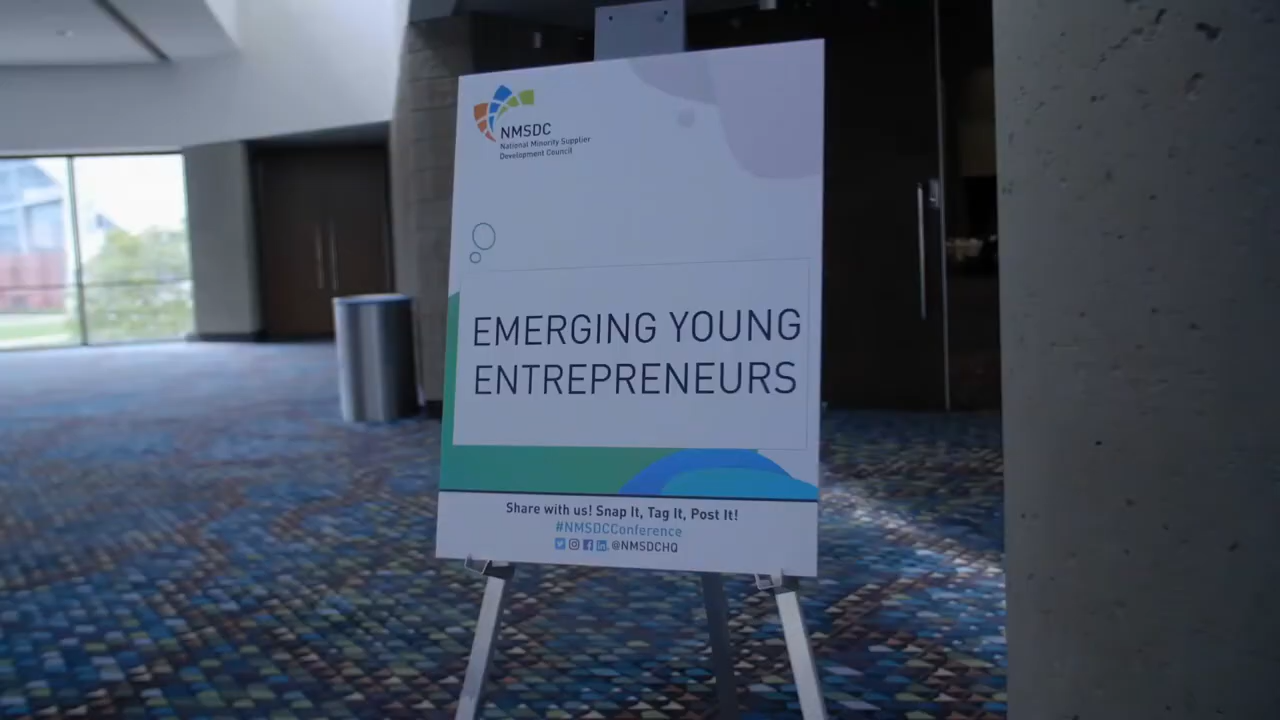 NMSDC
National Minority Supplier
Development Council
EMERGING YOUNG
ENTREPRENEURS
Share with us! Snap It, Tag It, Post It!
#NMSDCConference
@NMSDCHQ